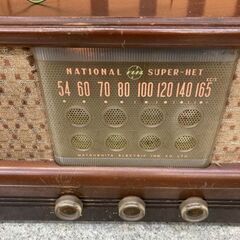 NATIONAL SUPER-HET
54 60 70 80 100 120 140 165
MATSUSHITA ELECTRIC IND. CO. LTD.